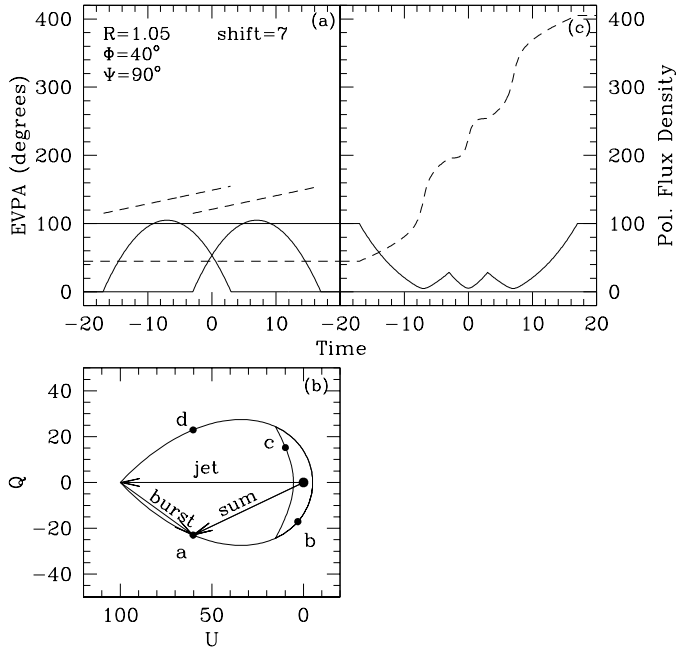 400
300
200
100
0
EVPA (degrees)
(a)
R=1.05 shift=7
Φ=40°
Ψ=90°
(c)
400
300
200
100
0
Pol. Flux Density
-20 -10 0 10 -20 -10 0 10 20
Time
40
20
0
-20
-40
Q
(b)
d
c
jet
burst
sum
a
b
100 50 0
U